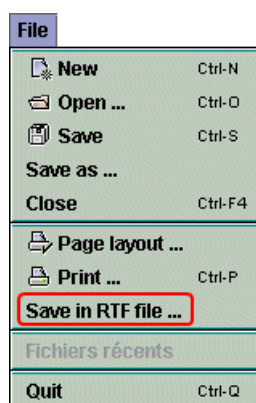 File
New Ctrl-N
Open ... Ctrl-O
Save Ctrl-S
Save as ...
Close Ctrl-F4
Page layout ...
Print ... Ctrl-P
Save in RTF file ...
Fichiers récents
Quit Ctrl-Q